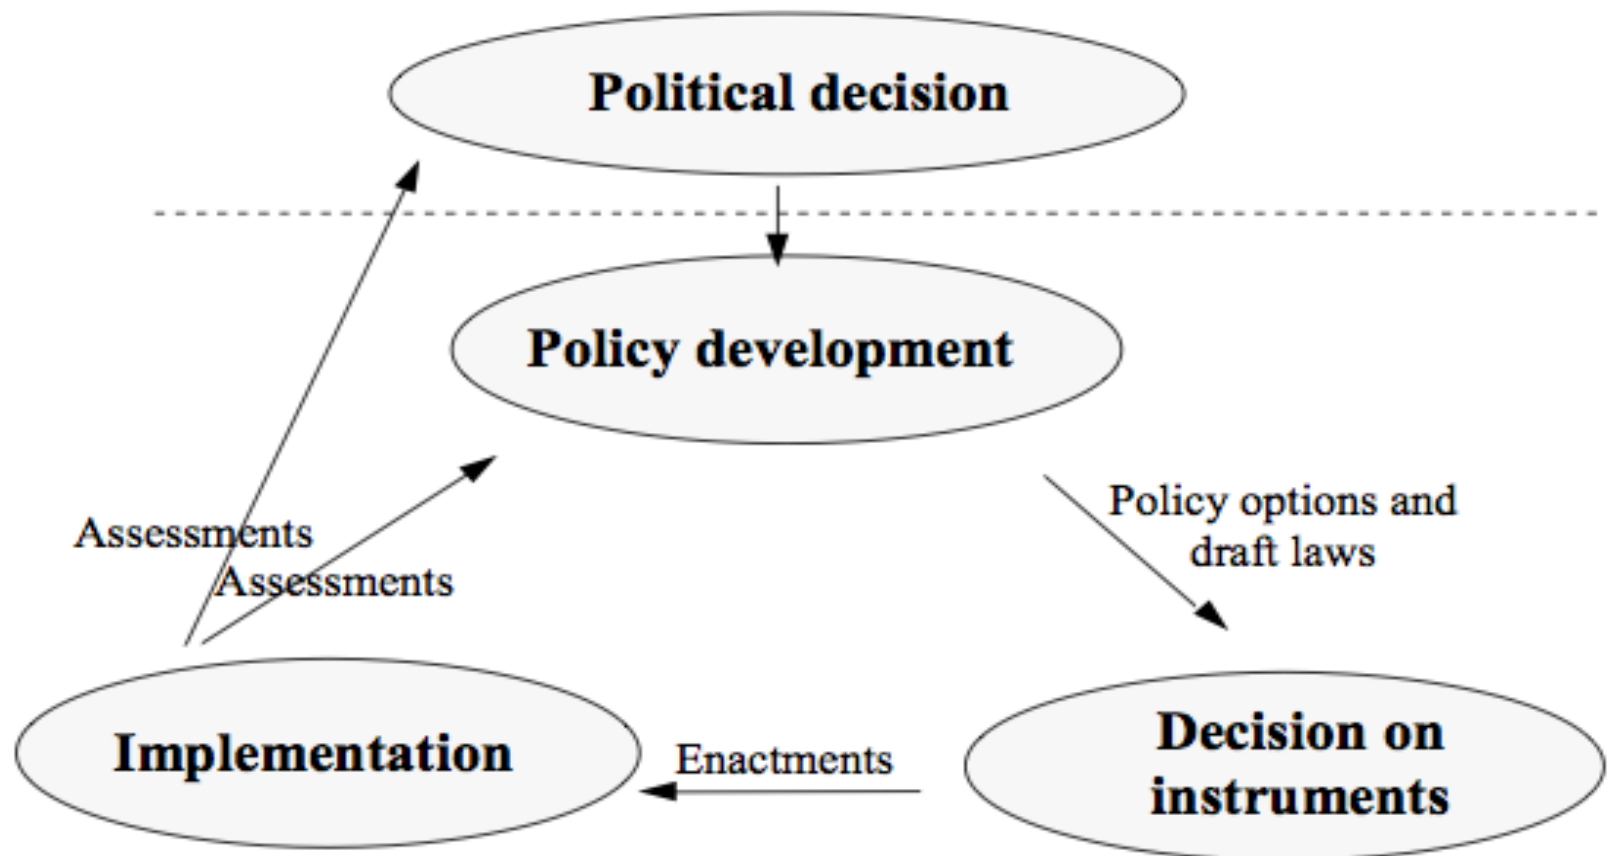 Political decision
Policy development
Policy options and
draft laws
Assessments
Assessments
Implementation
Enactments
Decision on
instruments